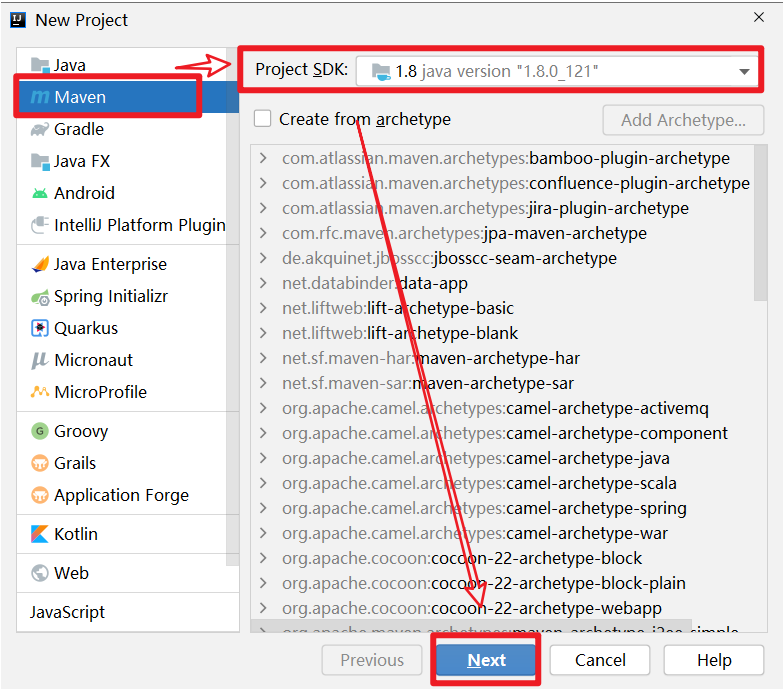 New Project
Java
Maven
Gradle
Java FX
Android
IntelliJ Platform Plugin
Java Enterprise
Spring Initializr
Quarkus
Micronaut
MicroProfile
Groovy
Grails
Application Forge
Kotlin
Web
JavaScript
Project SDK: 1.8 java version "1.8.0_121"
Create from archetype
Add Archetype...
com.atlassian.maven.archetypes:bamboo-plugin-archetype
com.atlassian.maven.archetypes:confluence-plugin-archetype
com.atlassian.maven.archetypes:jira-plugin-archetype
com.rfc.maven.archetypes:jpa-maven-archetype
de.akquinet.jbosscc:jbosscc-seam-archetype
net.databinder:data-app
net.liftweb:lift-archetype-basic
net.liftweb:lift-archetype-blank
net.sf.maven-har:maven-archetype-har
net.sf.maven-sar:maven-archetype-sar
org.apache.camel.archetypes:camel-archetype-activemq
org.apache.camel.archetypes:camel-archetype-component
org.apache.camel.archetypes:camel-archetype-java
org.apache.camel.archetypes:camel-archetype-scala
org.apache.camel.archetypes:camel-archetype-spring
org.apache.camel.archetypes:camel-archetype-war
org.apache.cocoon:cocoon-22-archetype-block
org.apache.cocoon:cocoon-22-archetype-block-plain
org.apache.cocoon:cocoon-22-archetype-webapp
org.apache.maven.archetypes:maven-archetype-j2ee-simple
Previous
Next
Cancel
Help